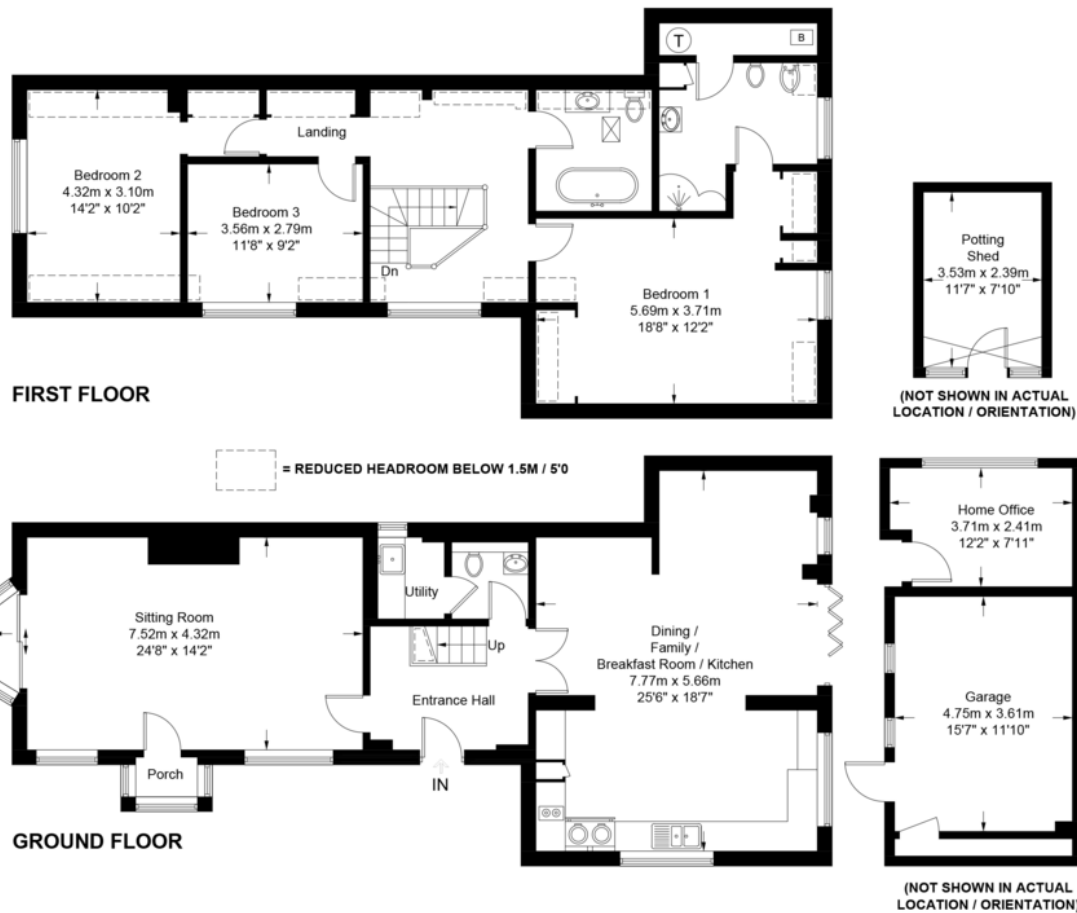 T
B
Landing
Bedroom 2
4.32m x 3.10m
14'2" x 10'2"
Bedroom 3
3.56m x 2.79m
11'8" x 9'2"
Dn
Bedroom 1
5.69m x 3.71m
18'8" x 12'2"
Potting
Shed
3.53m x 2.39m
11'7" x 7'10"
FIRST FLOOR
(NOT SHOWN IN ACTUAL
LOCATION / ORIENTATION)
= REDUCED HEADROOM BELOW 1.5M / 5'0
Home Office
3.71m x 2.41m
12'2" x 7'11"
Utility
Sitting Room
7.52m x 4.32m
24'8" x 14'2"
Up
Entrance Hall
Dining /
Family /
Breakfast Room / Kitchen
7.77m x 5.66m
25'6" x 18'7"
Garage
4.75m x 3.61m
15'7" x 11'10"
Porch
IN
GROUND FLOOR
(NOT SHOWN IN ACTUAL
LOCATION / ORIENTATION)